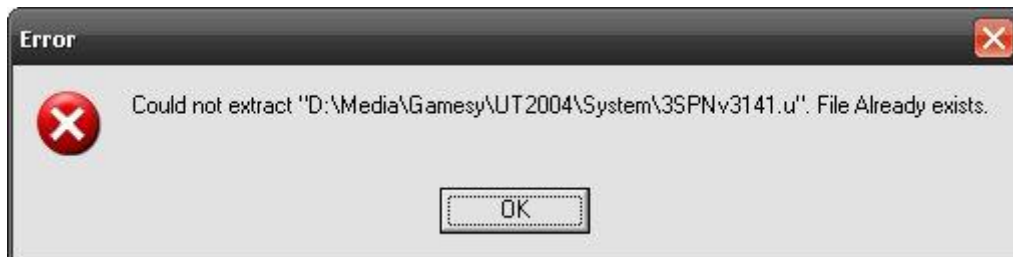 Error
Could not extract "D:\Media\Gamesy\UT2004\System\3SPNv3141.u". File Already exists.
OK